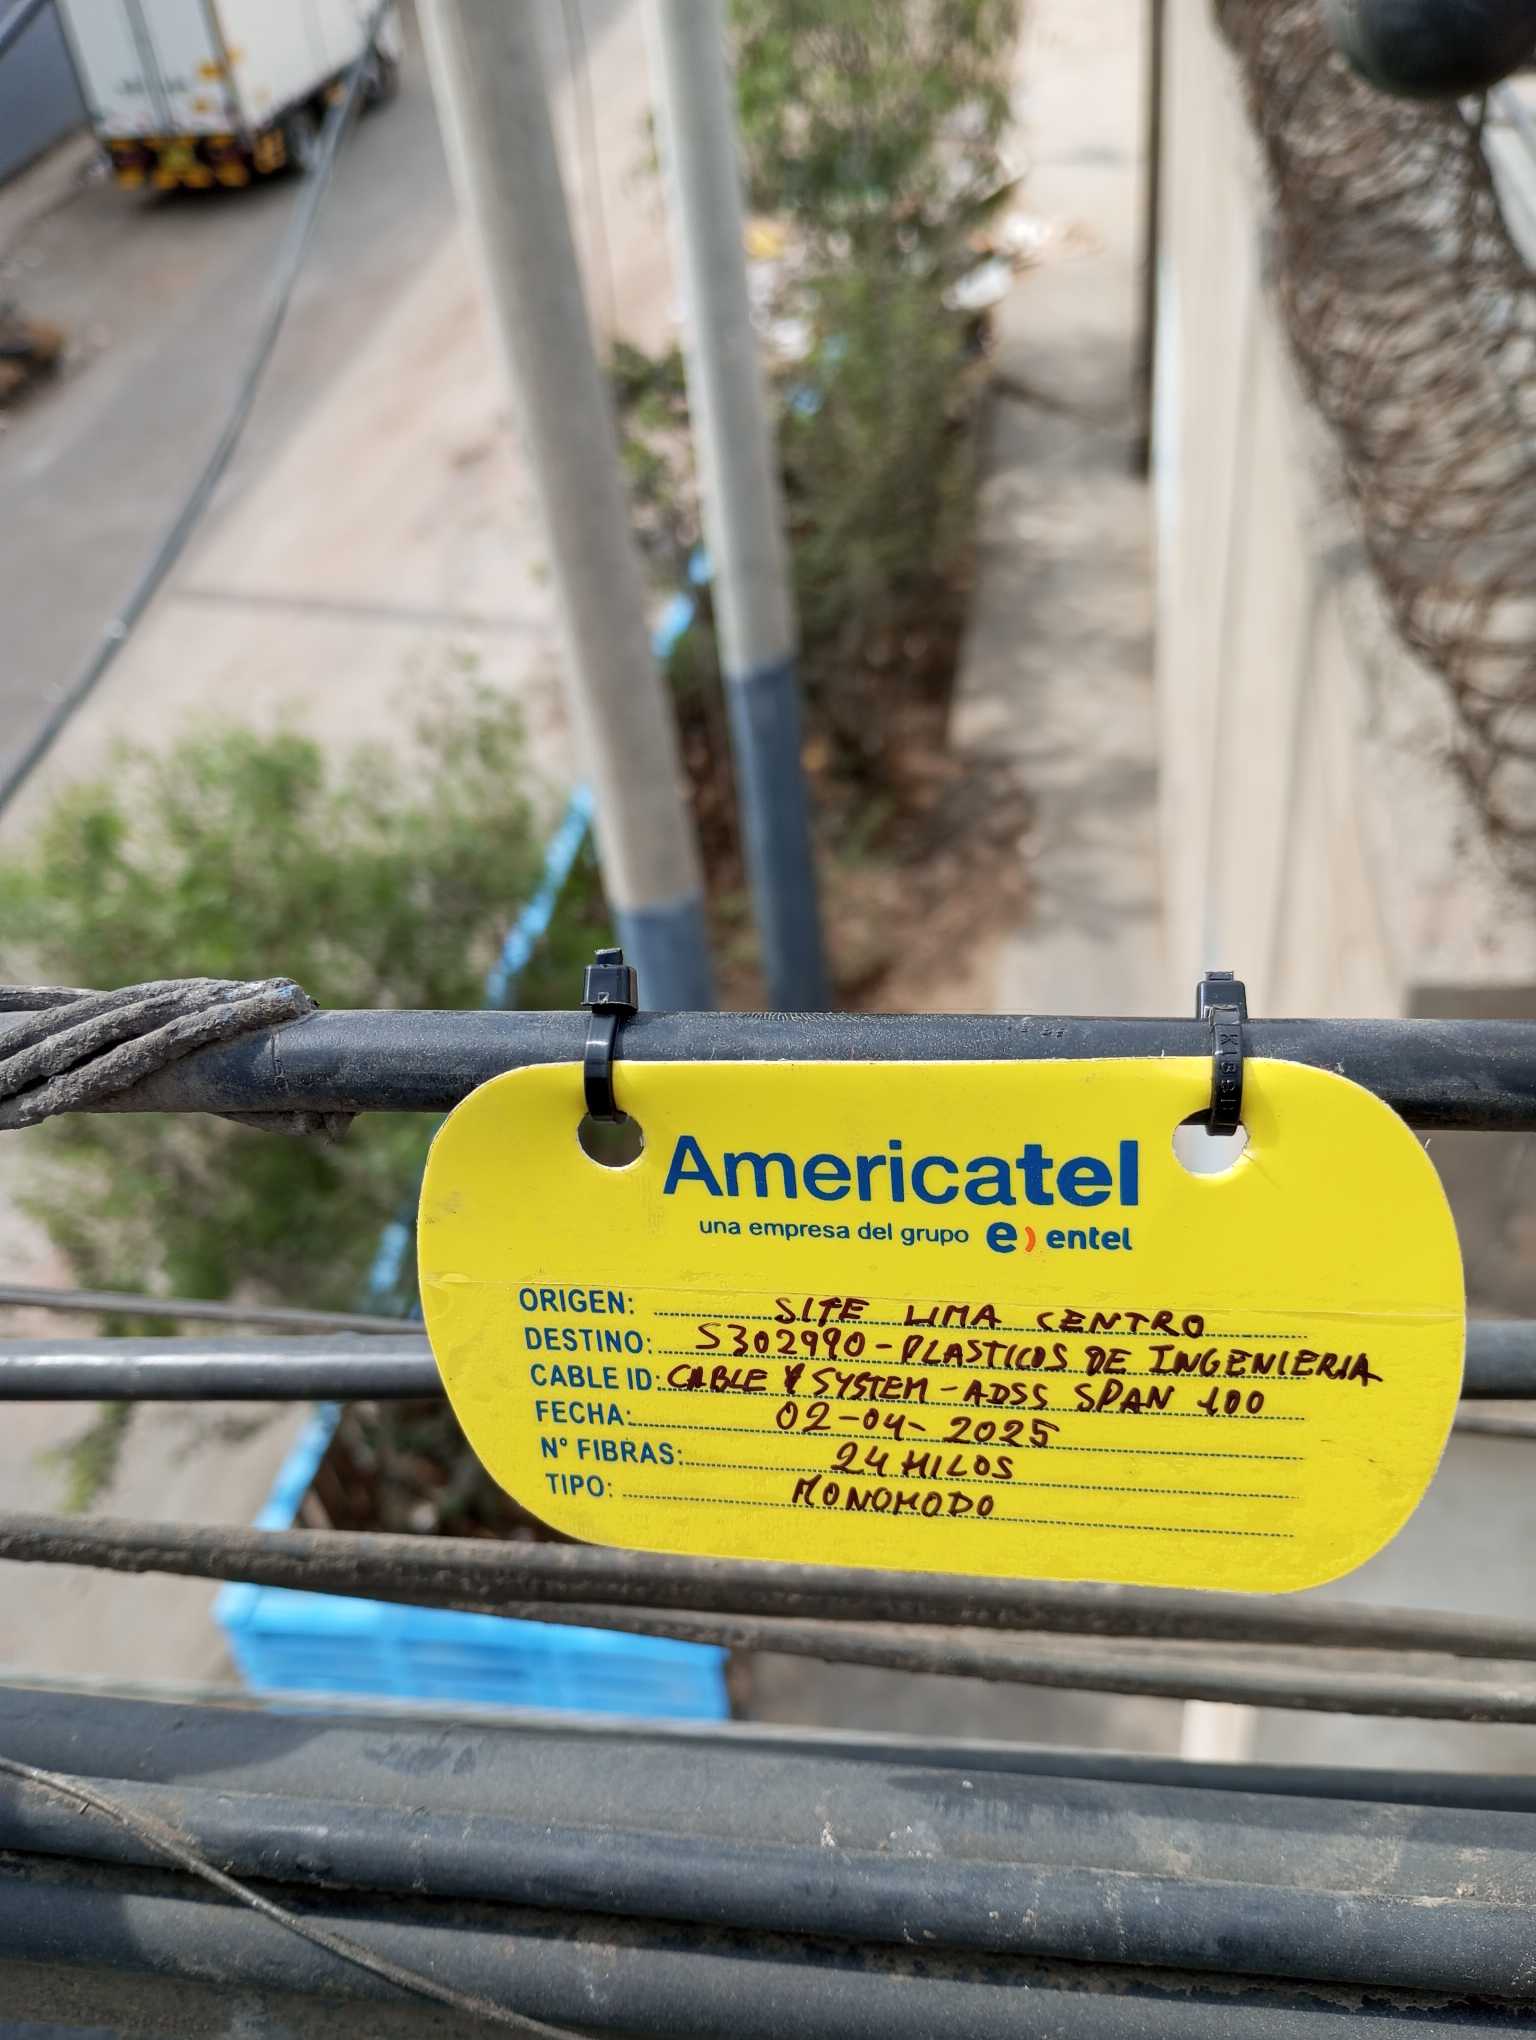 Americatel
una empresa del grupo e) entel
ORIGEN: SITE LIMA CENTRO
DESTINO: S302990-PLASTICOS DE INGENIERIA
CABLE ID: CABLE Y SYSTEM-ADSS SPAN 100
FECHA: 02-04-2025
N° FIBRAS: 24 HILOS
TIPO: MONOMODO